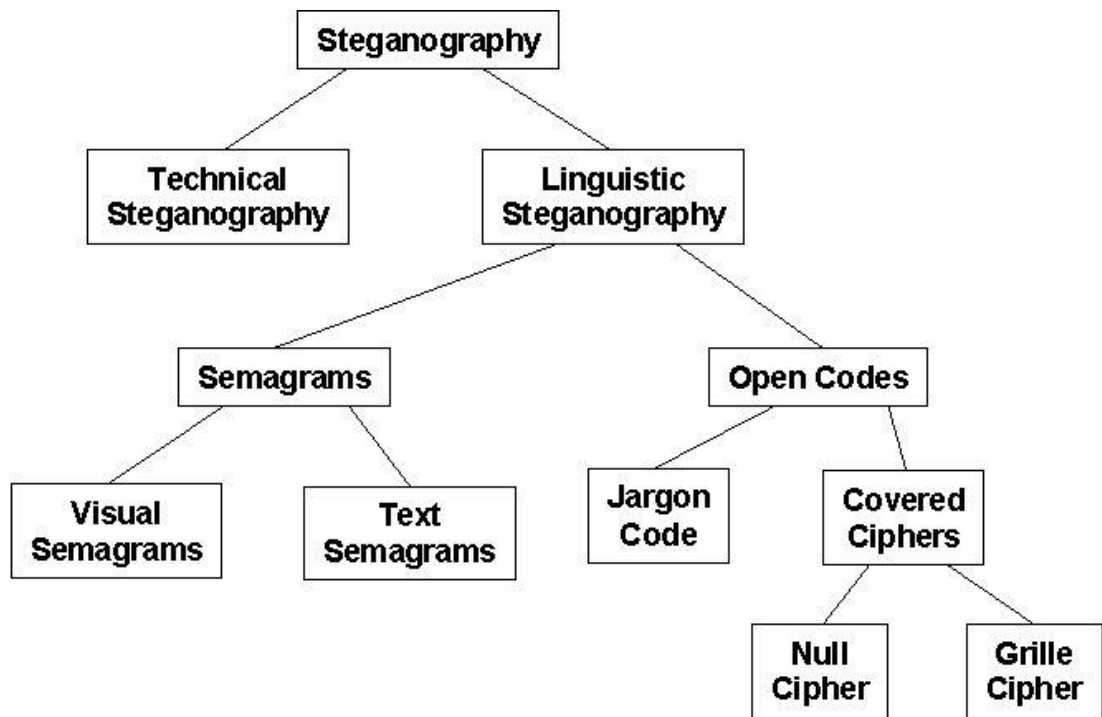 Steganography
Technical
Steganography
Linguistic
Steganography
Semagrams
Open Codes
Visual
Semagrams
Text
Semagrams
Jargon
Code
Covered
Ciphers
Null
Cipher
Grille
Cipher